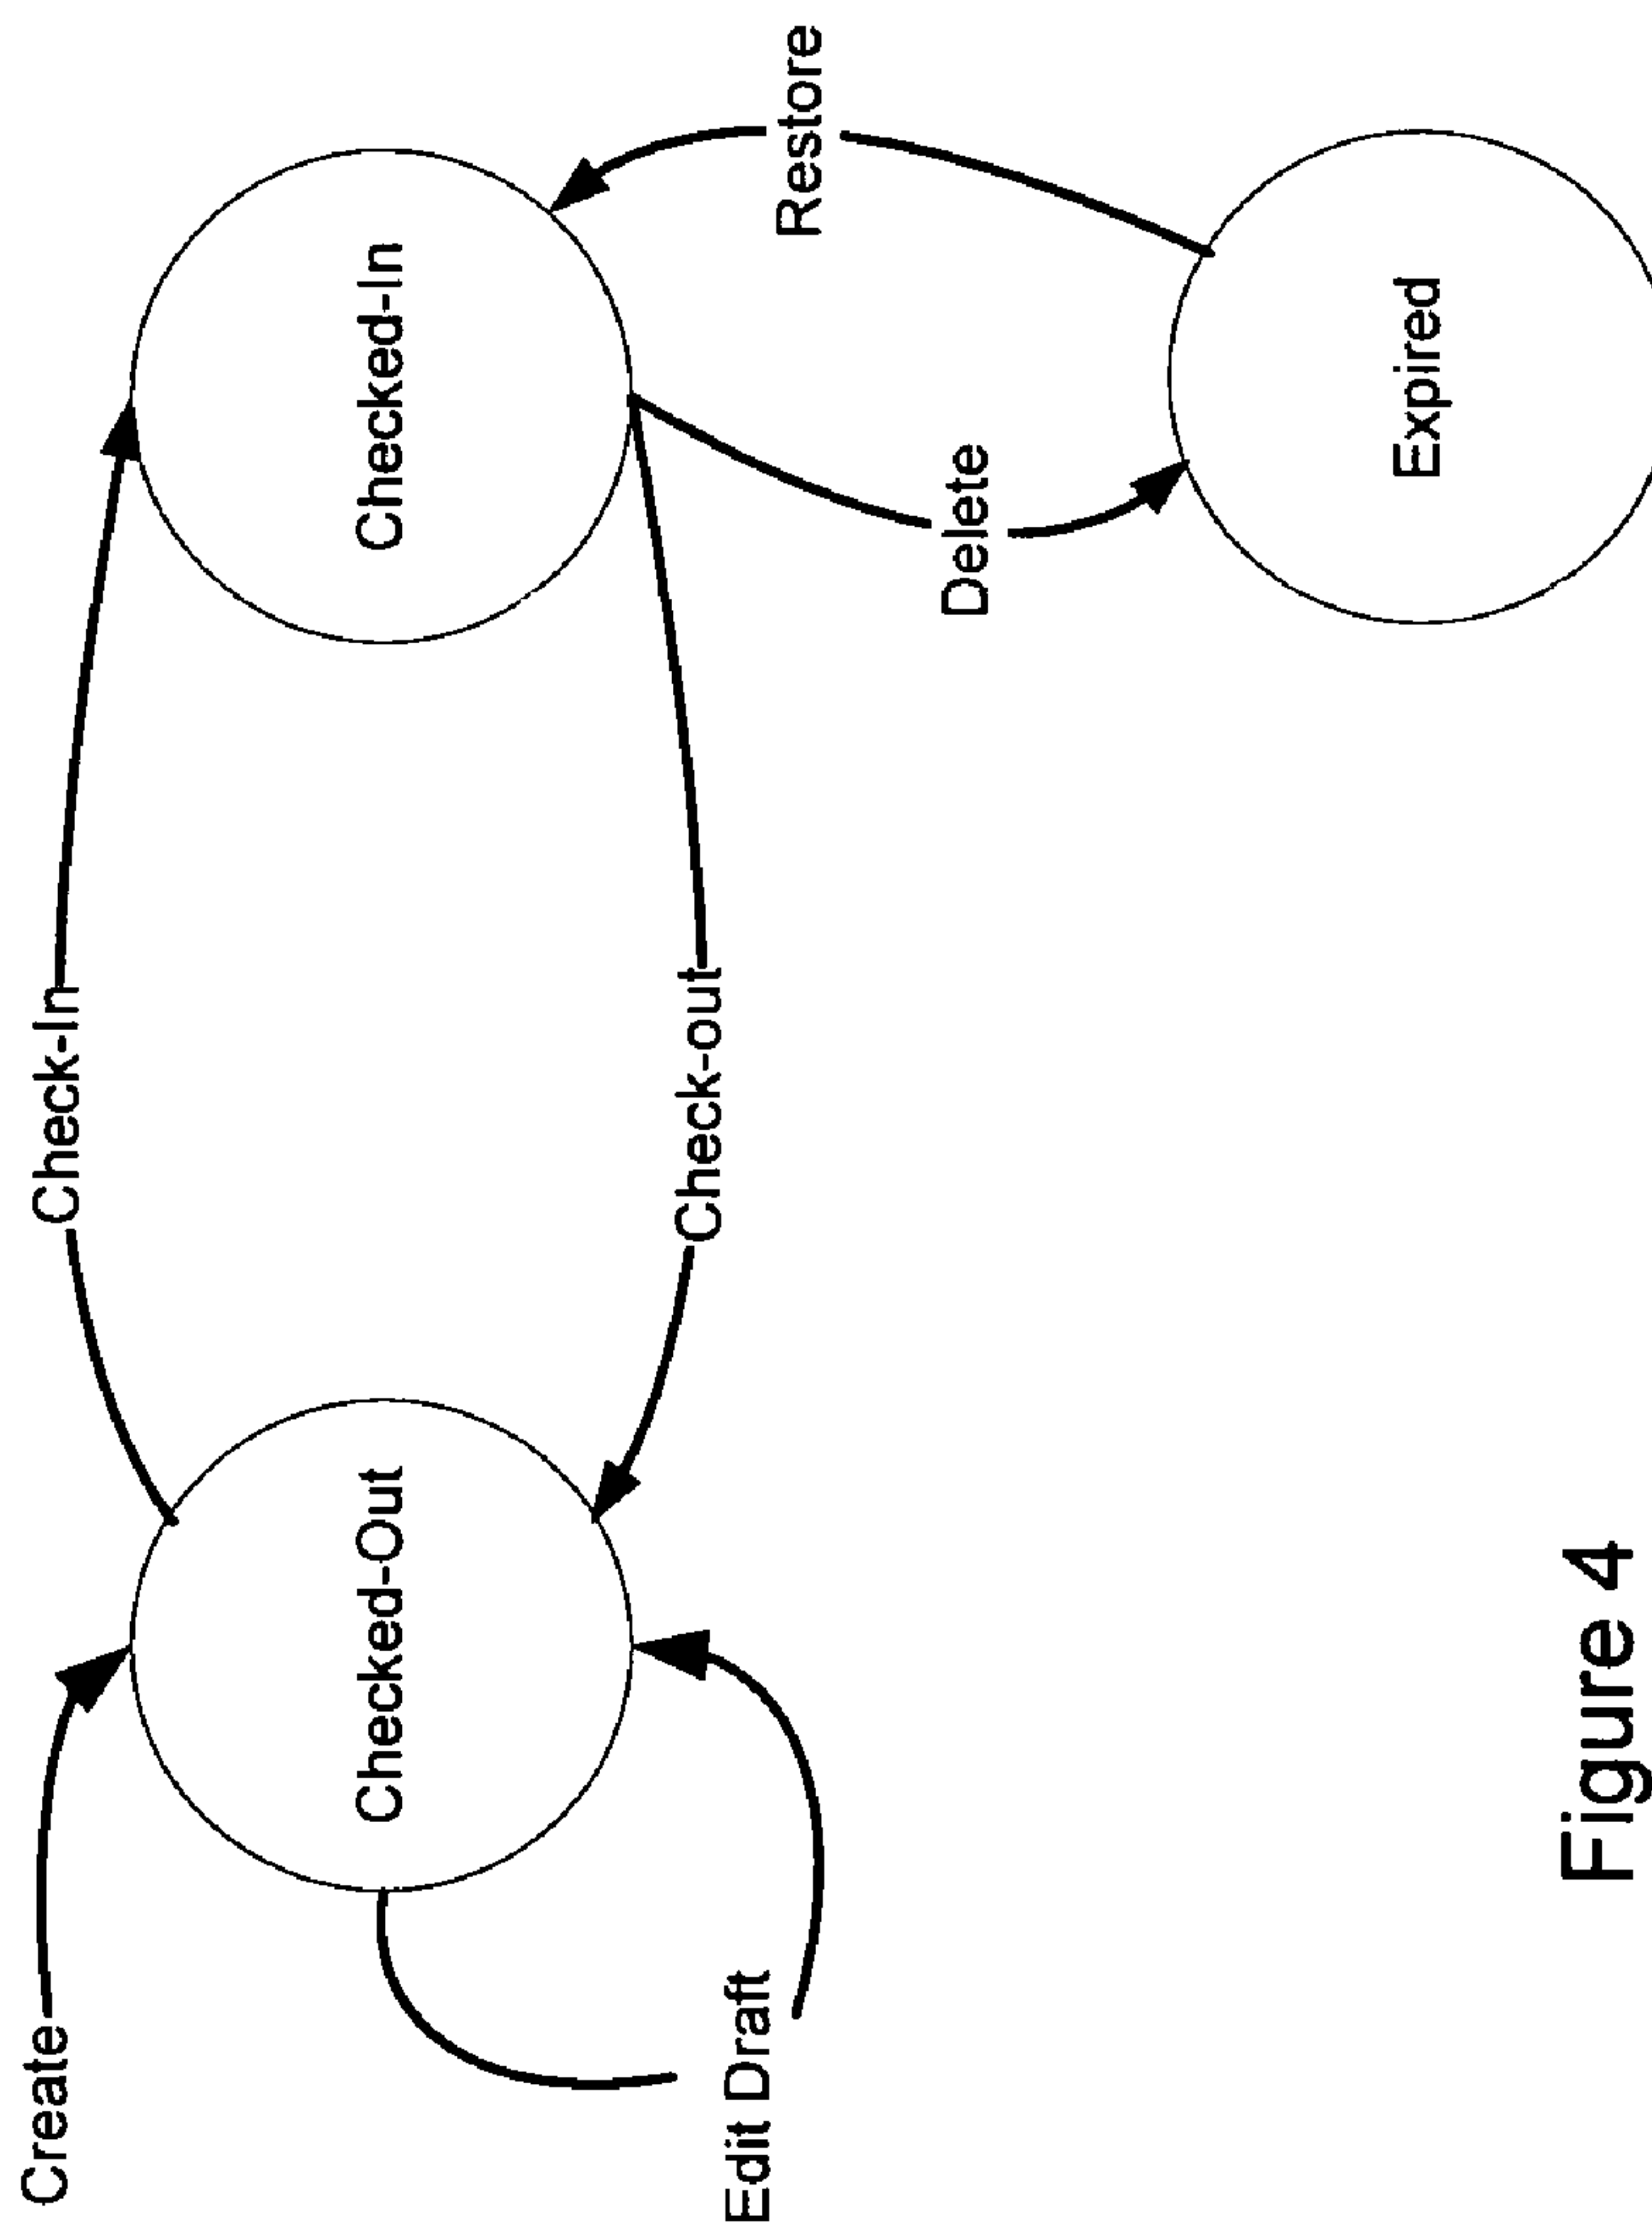 Create
Check-In
Checked-Out
Checked-In
Edit Draft
Check-out
Restore
Delete
Expired
Figure 4